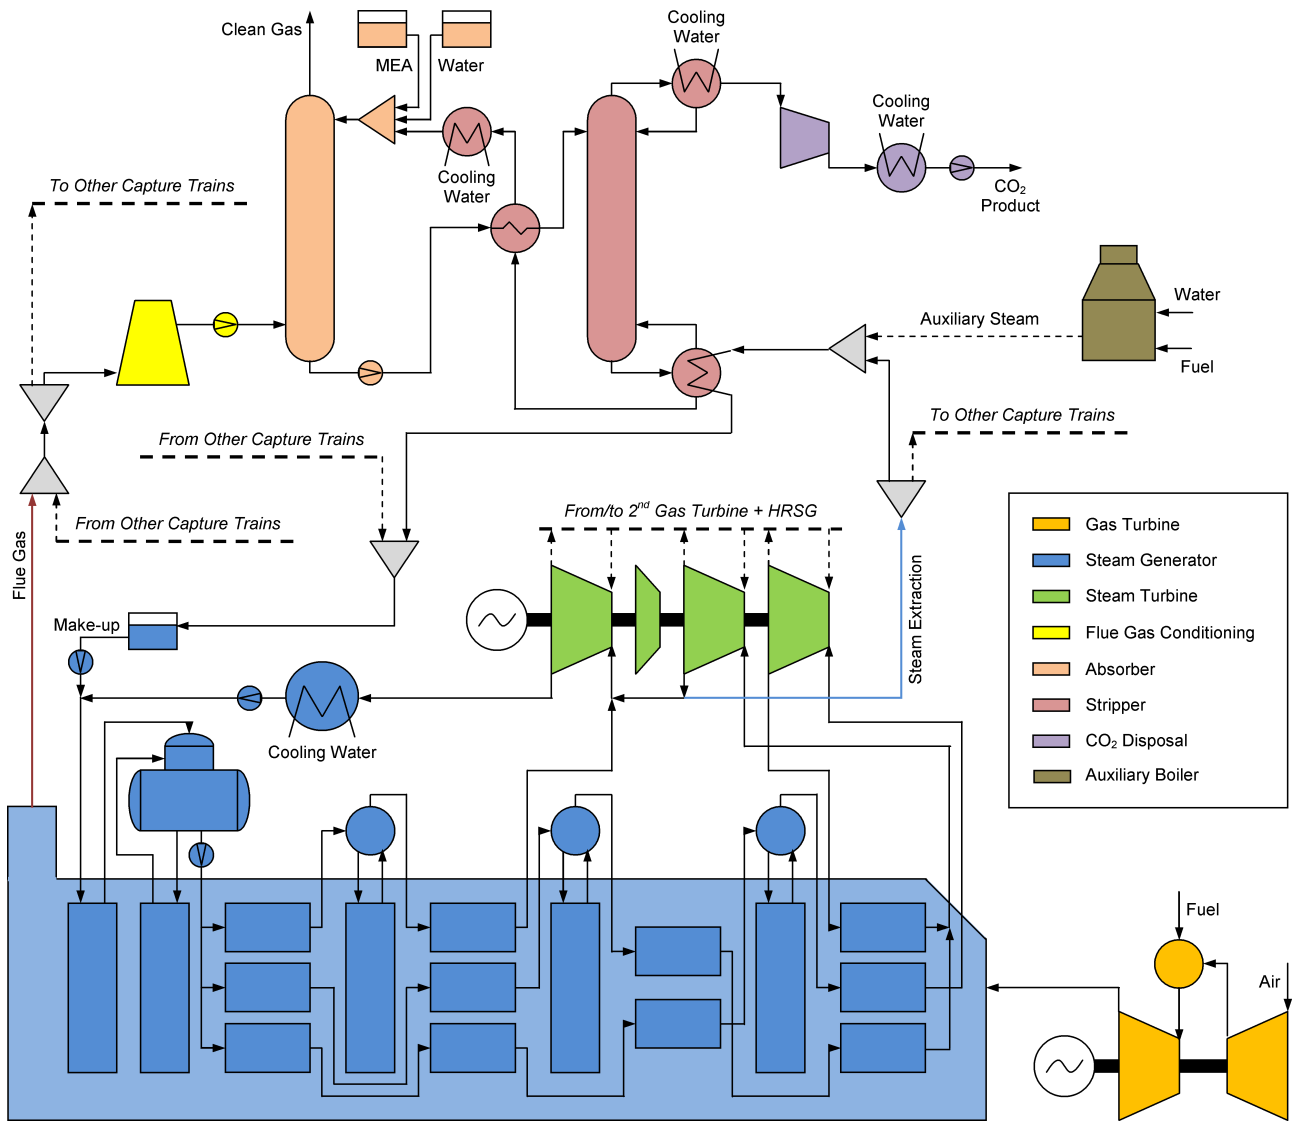 Clean Gas
MEA
Water
Cooling
Water
Cooling
Water
Cooling
Water
CO₂
Product
To Other Capture Trains
Water
Auxiliary Steam
Fuel
To Other Capture Trains
From Other Capture Trains
From Other Capture Trains
Flue Gas
From/to 2nd Gas Turbine + HRSG
Steam Extraction
Make-up
Cooling Water
Gas Turbine
Steam Generator
Steam Turbine
Flue Gas Conditioning
Absorber
Stripper
CO₂ Disposal
Auxiliary Boiler
Fuel
Air